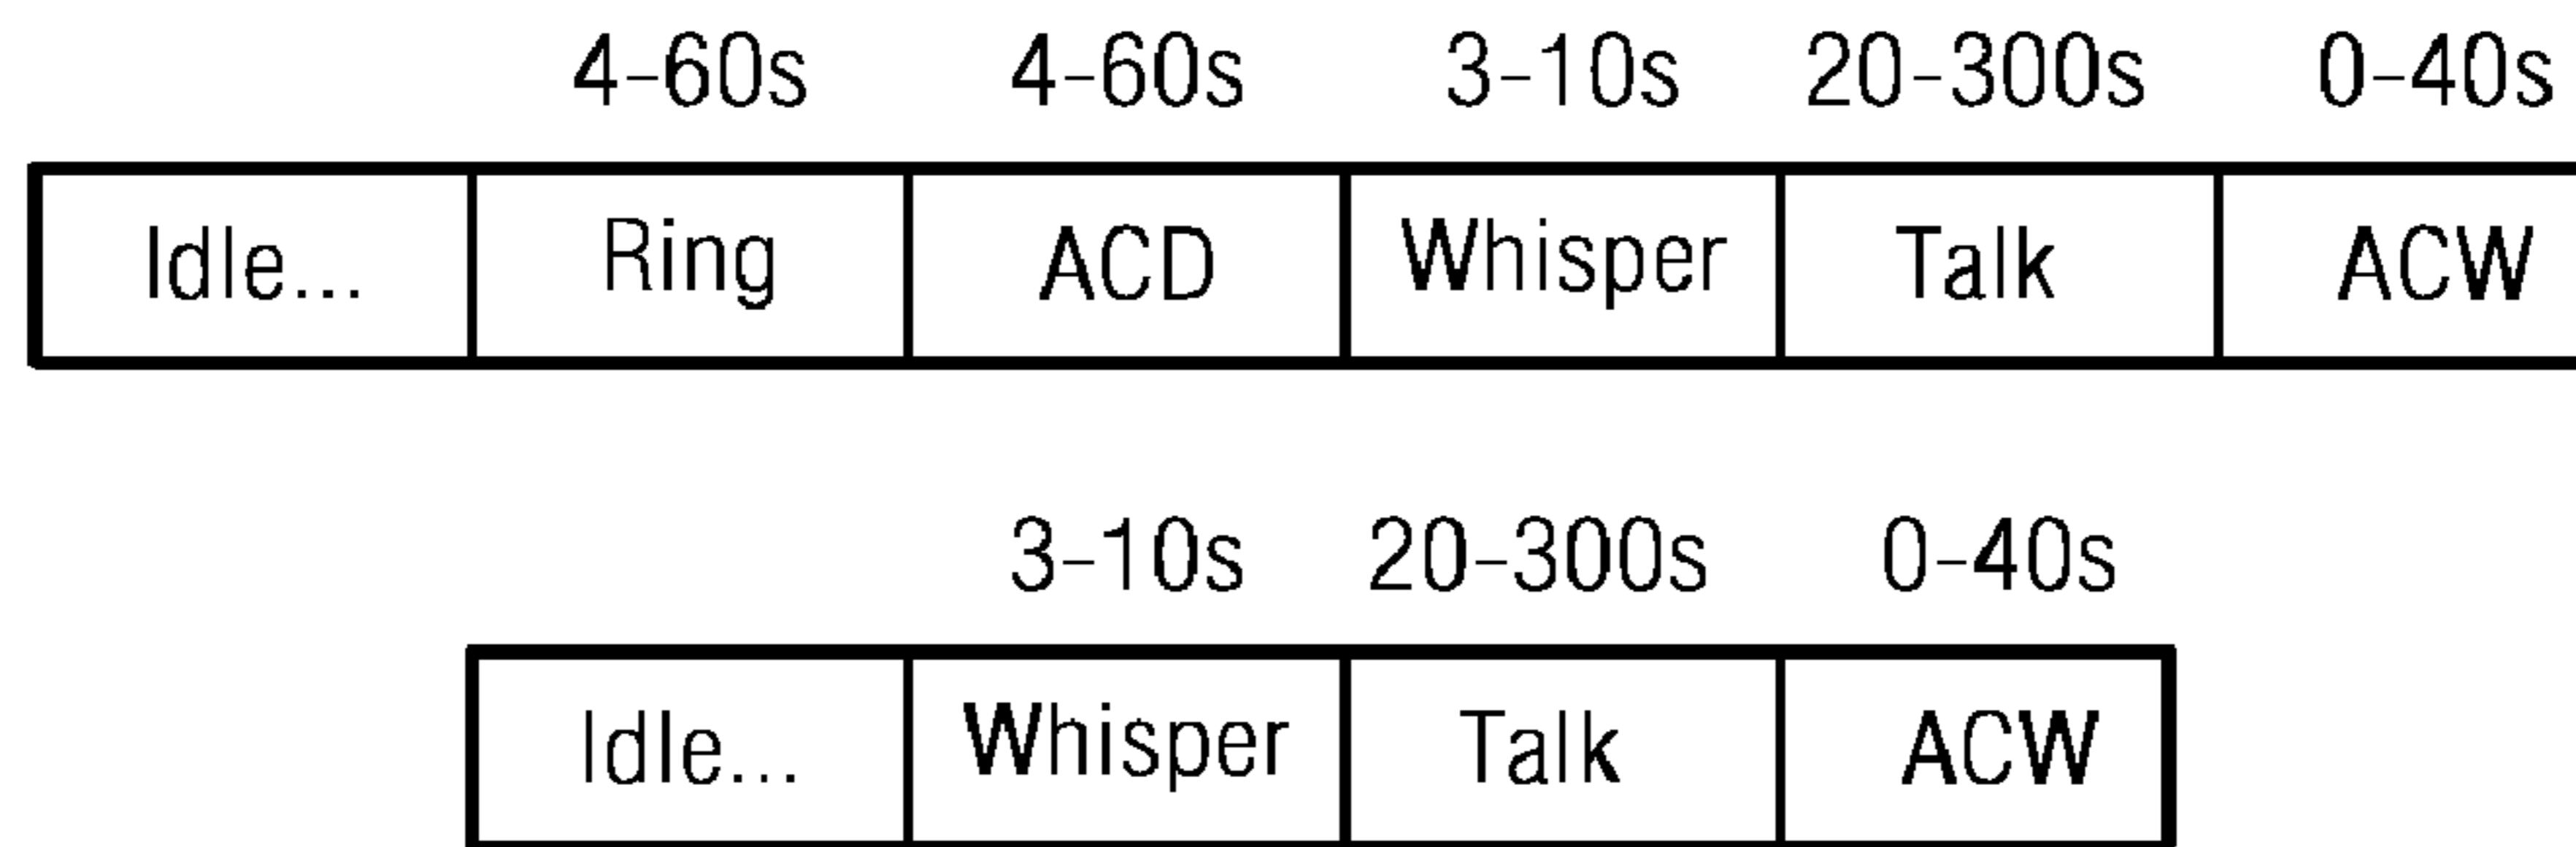 4-60s 4-60s 3-10s 20-300s 0-40s
Idle... Ring ACD Whisper Talk ACW
3-10s 20-300s 0-40s
Idle... Whisper Talk ACW